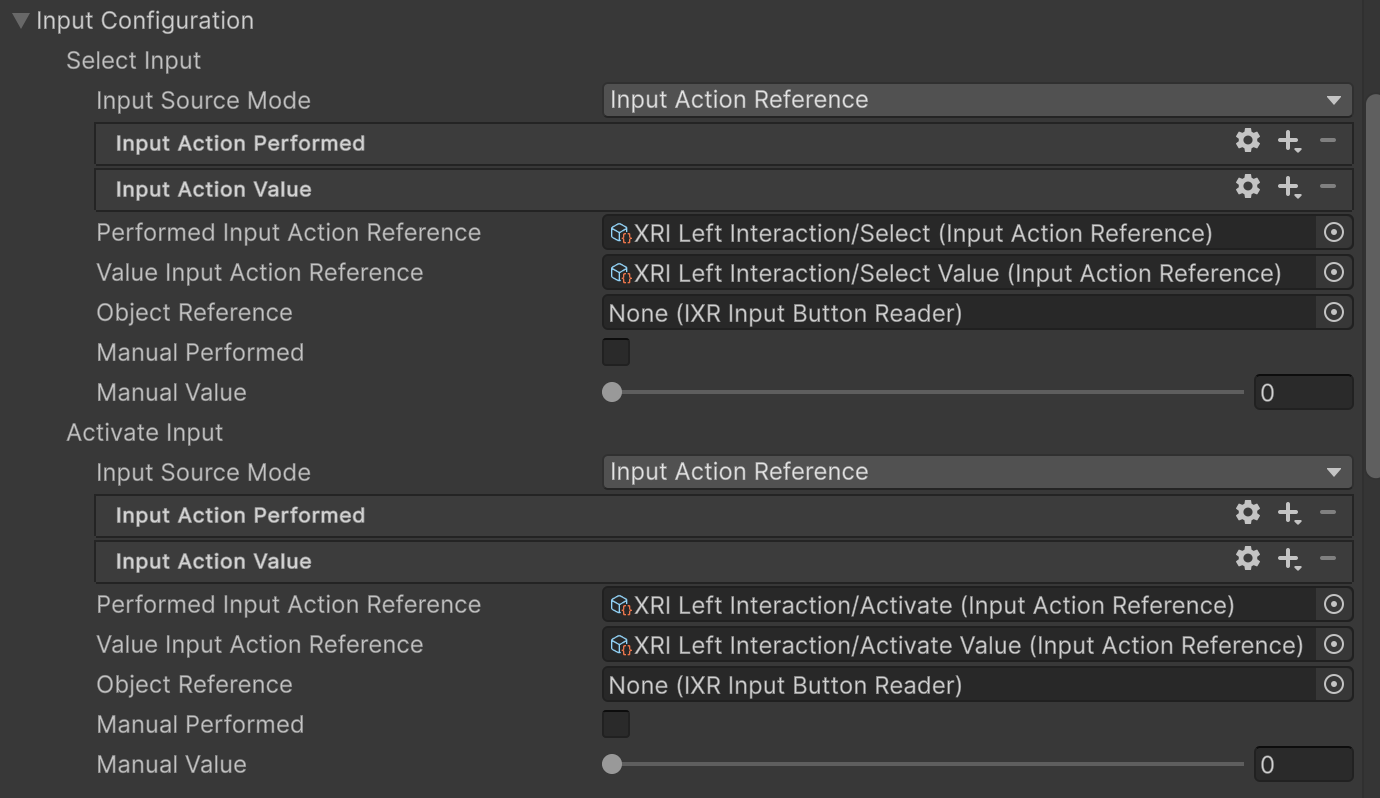 Input Configuration
Select Input
Input Source Mode Input Action Reference
Input Action Performed
Input Action Value
Performed Input Action Reference XRI Left Interaction/Select (Input Action Reference)
Value Input Action Reference XRI Left Interaction/Select Value (Input Action Reference)
Object Reference None (IXR Input Button Reader)
Manual Performed
Manual Value 0
Activate Input
Input Source Mode Input Action Reference
Input Action Performed
Input Action Value
Performed Input Action Reference XRI Left Interaction/Activate (Input Action Reference)
Value Input Action Reference XRI Left Interaction/Activate Value (Input Action Reference)
Object Reference None (IXR Input Button Reader)
Manual Performed
Manual Value 0